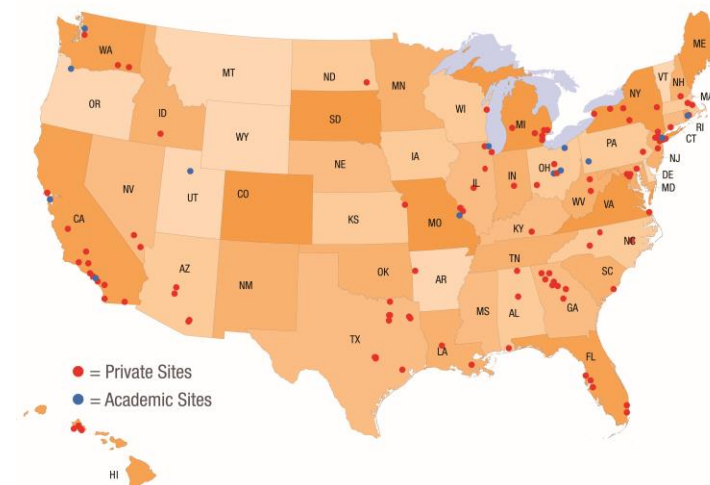 WA
MT
ND
MN
ME
VT
NH
MA
OR
ID
WY
SD
WI
MI
NY
RI
CT
NE
IA
PA
NJ
NV
UT
CO
KS
MO
IL
IN
OH
DE
MD
WV
VA
CA
KY
NC
AZ
NM
OK
AR
TN
SC
TX
LA
MS
AL
GA
FL
= Private Sites
= Academic Sites
HI